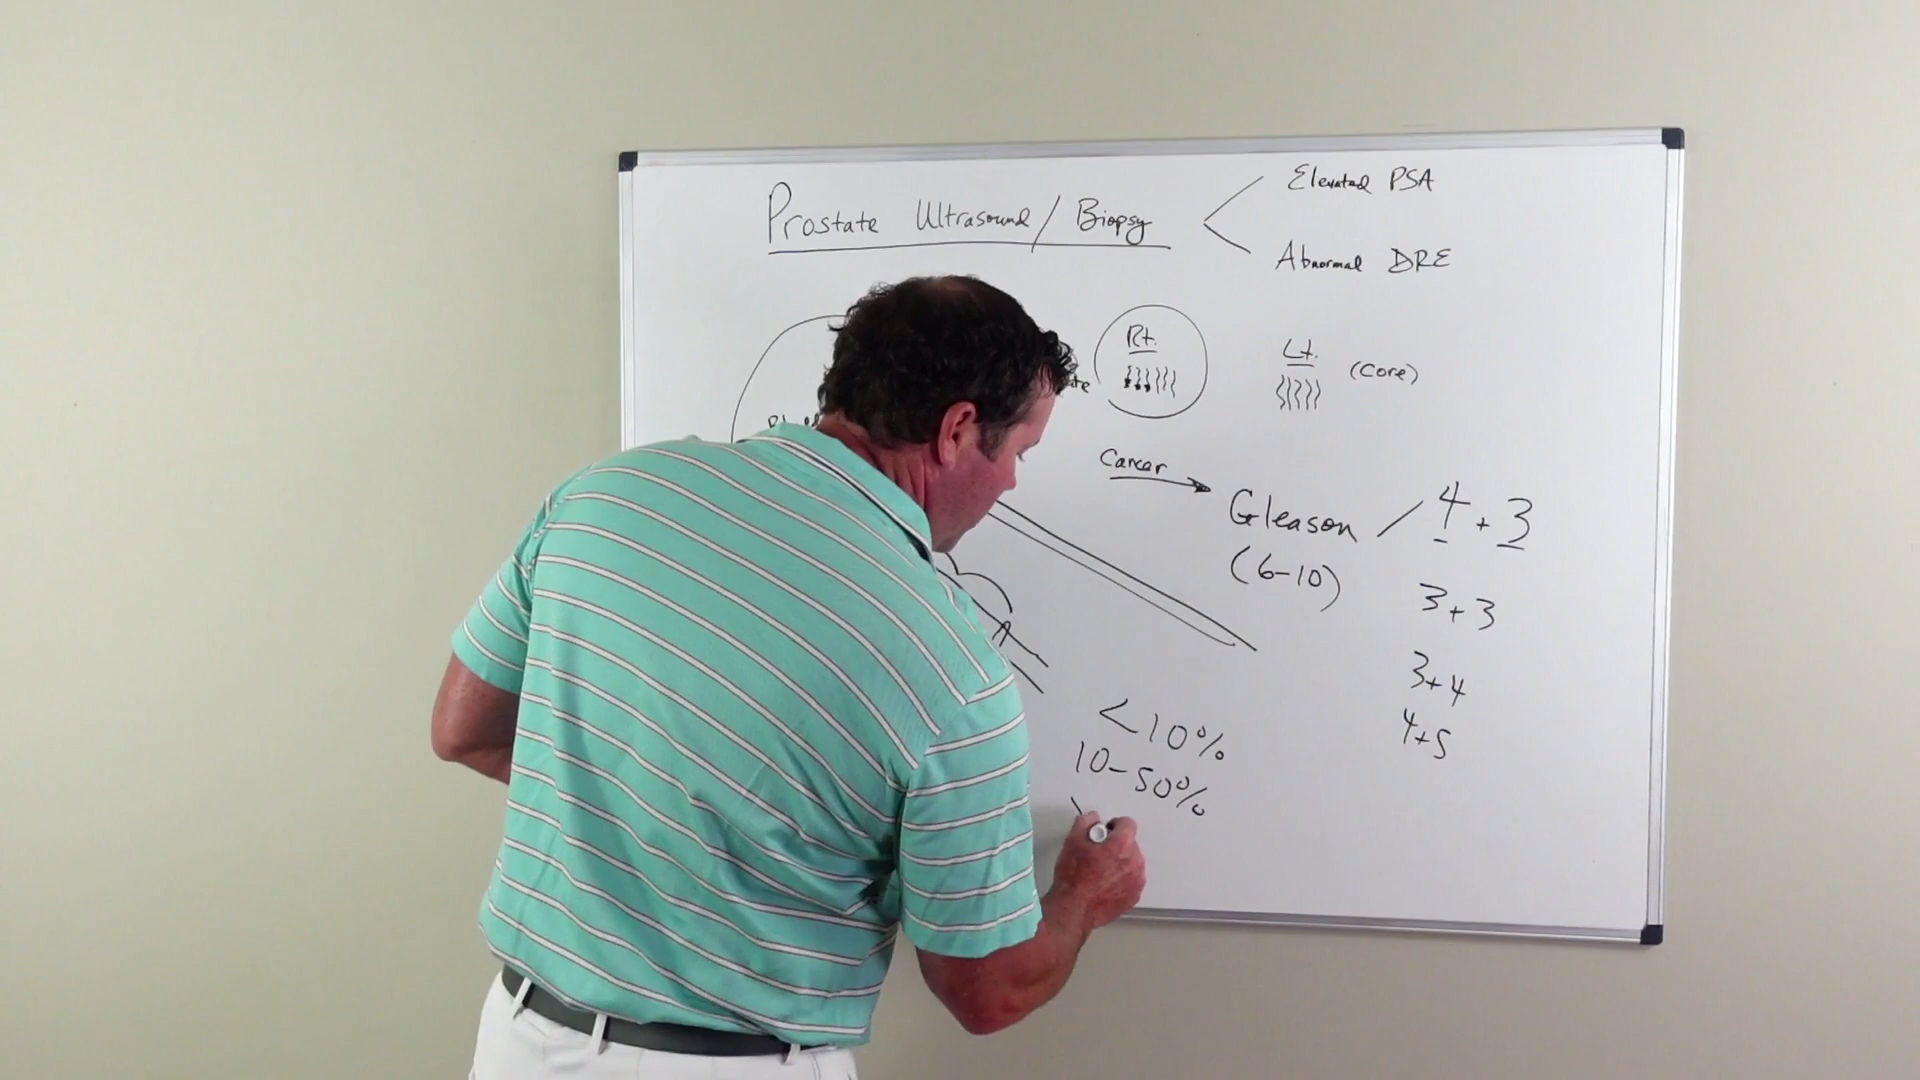 Prostate Ultrasound / Biopsy
Elevated PSA
Abnormal DRE
Rt.
Lt.
(core)
Cancer
Gleason / 4 + 3
(6-10)
3+3
3+4
4+5
<10%
10-50%